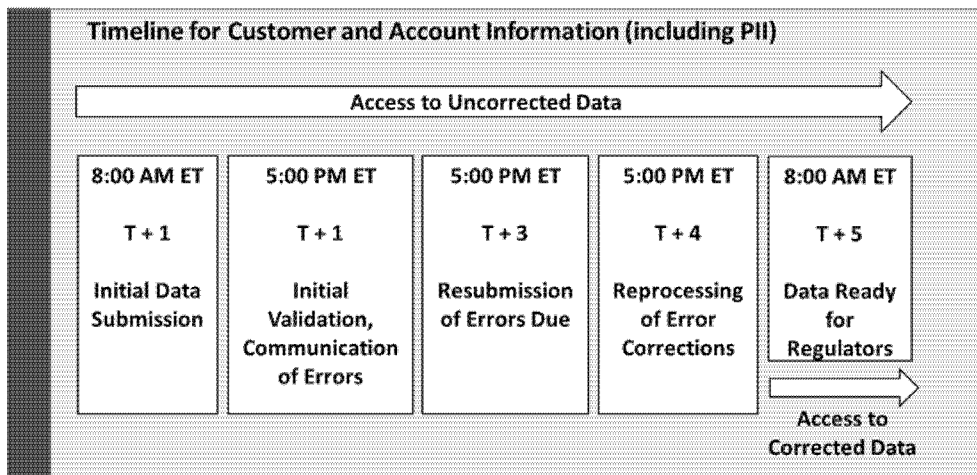 Timeline for Customer and Account Information (including PII)
Access to Uncorrected Data
8:00 AM ET
T + 1
Initial Data
Submission
5:00 PM ET
T + 1
Initial
Validation,
Communication
of Errors
5:00 PM ET
T + 3
Resubmission
of Errors Due
5:00 PM ET
T + 4
Reprocessing
of Error
Corrections
8:00 AM ET
T + 5
Data Ready
for
Regulators
Access to
Corrected Data